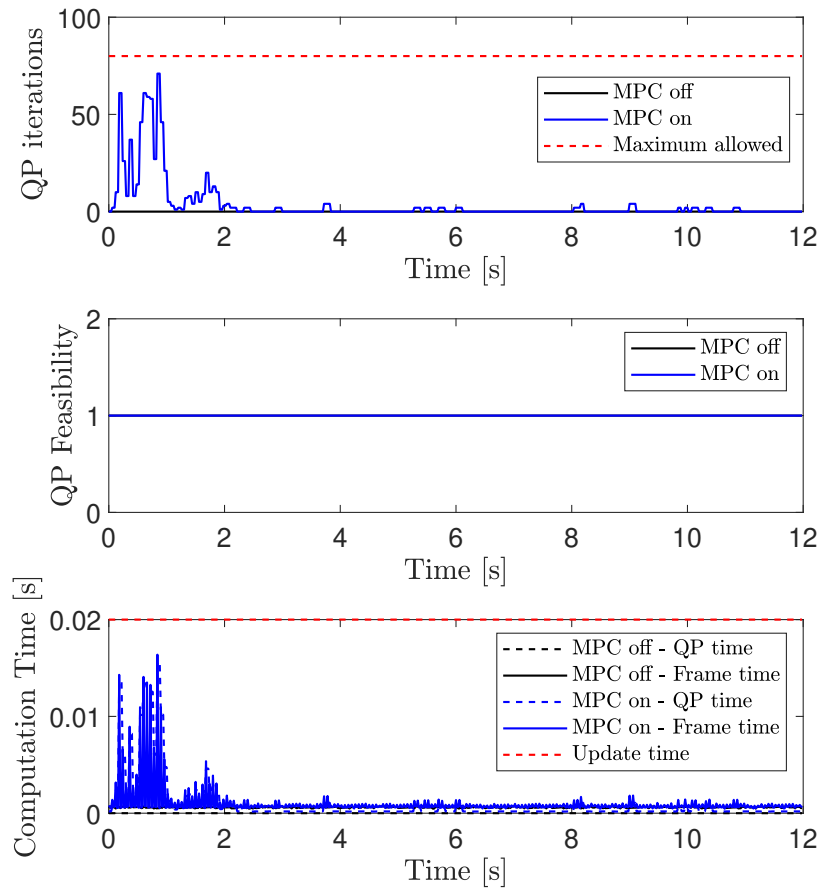 QP iterations
100
50
0
MPC off
MPC on
Maximum allowed
0 2 4 6 8 10 12
Time [s]
QP Feasibility
2
1
0
MPC off
MPC on
0 2 4 6 8 10 12
Time [s]
Computation Time [s]
0.02
0.01
0
MPC off - QP time
MPC off - Frame time
MPC on - QP time
MPC on - Frame time
Update time
0 2 4 6 8 10 12
Time [s]